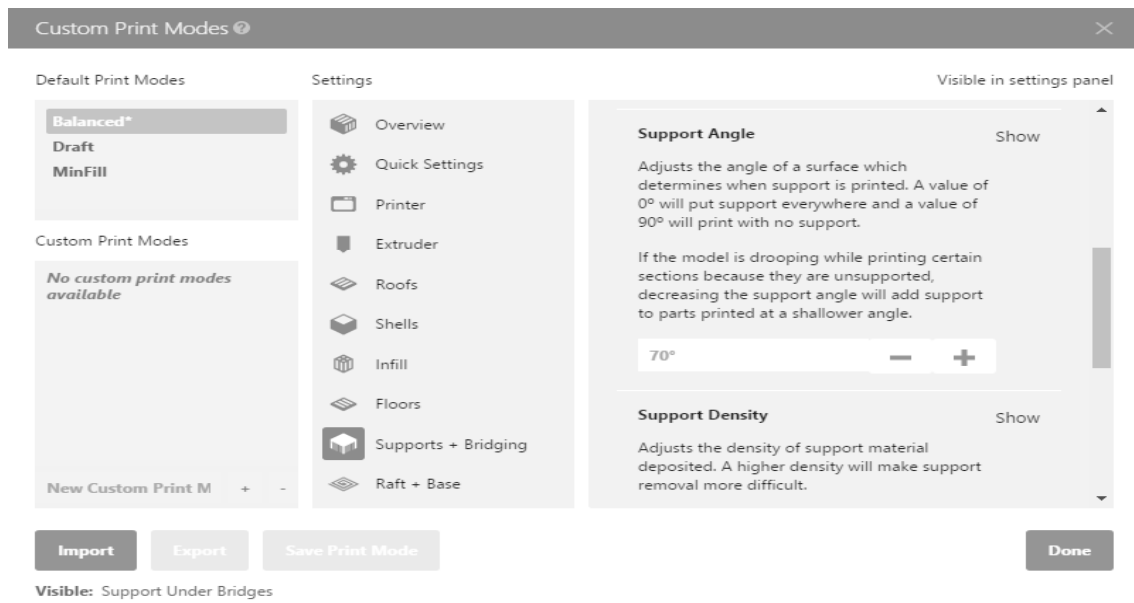 Custom Print Modes ?
Default Print Modes
Settings
Visible in settings panel
Balanced*
Draft
MinFill
Custom Print Modes
No custom print modes
available
New Custom Print M + -
Overview
Quick Settings
Printer
Extruder
Roofs
Shells
Infill
Floors
Supports + Bridging
Raft + Base
Support Angle
Show
Adjusts the angle of a surface which
determines when support is printed. A value of
0º will put support everywhere and a value of
90º will print with no support.
If the model is drooping while printing certain
sections because they are unsupported,
decreasing the support angle will add support
to parts printed at a shallower angle.
70°
Support Density
Show
Adjusts the density of support material
deposited. A higher density will make support
removal more difficult.
Import
Export
Save Print Mode
Done
Visible: Support Under Bridges